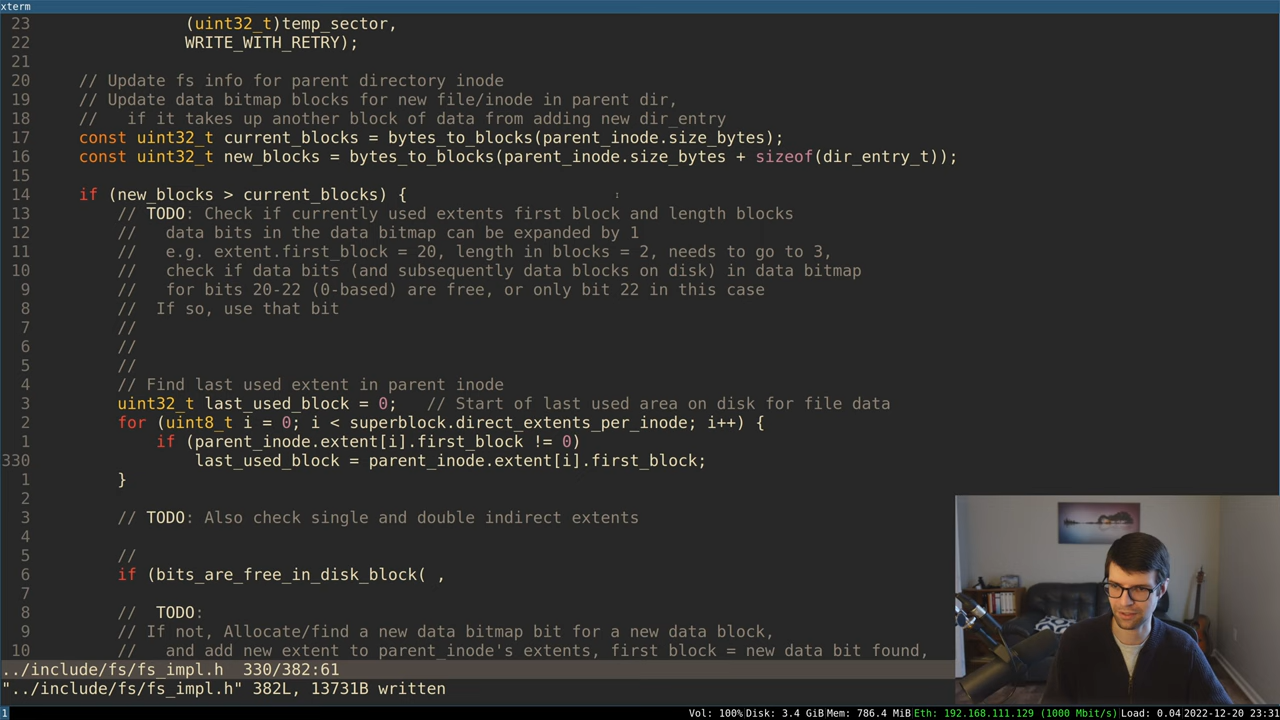 xterm
23                 (uint32_t)temp_sector,
22                 WRITE_WITH_RETRY);
21
20     // Update fs info for parent directory inode
19     // Update data bitmap blocks for new file/inode in parent dir,
18     //   if it takes up another block of data from adding new dir_entry
17     const uint32_t current_blocks = bytes_to_blocks(parent_inode.size_bytes);
16     const uint32_t new_blocks = bytes_to_blocks(parent_inode.size_bytes + sizeof(dir_entry_t));
15
14     if (new_blocks > current_blocks) {
13         // TODO: Check if currently used extents first block and length blocks
12         //   data bits in the data bitmap can be expanded by 1
11         //   e.g. extent.first_block = 20, length in blocks = 2, needs to go to 3,
10         //   check if data bits (and subsequently data blocks on disk) in data bitmap
9         //   for bits 20-22 (0-based) are free, or only bit 22 in this case
8         //  If so, use that bit
7         //
6         //
5         //
4         // Find last used extent in parent inode
3         uint32_t last_used_block = 0;   // Start of last used area on disk for file data
2         for (uint8_t i = 0; i < superblock.direct_extents_per_inode; i++) {
1             if (parent_inode.extent[i].first_block != 0)
330                 last_used_block = parent_inode.extent[i].first_block;
1         }
2
3         // TODO: Also check single and double indirect extents
4
5         //
6         if (bits_are_free_in_disk_block( ,
7
8         //  TODO:
9         // If not, Allocate/find a new data bitmap bit for a new data block,
10         //   and add new extent to parent_inode's extents, first block = new data bit found,
../include/fs/fs_impl.h  330/382:61
"../include/fs/fs_impl.h" 382L, 13731B written
1 Vol: 100%|Disk: 3.4 GiB|Mem: 786.4 MiB|Eth: 192.168.111.129 (1000 Mbit/s)|Load: 0.04|2022-12-20 23:31